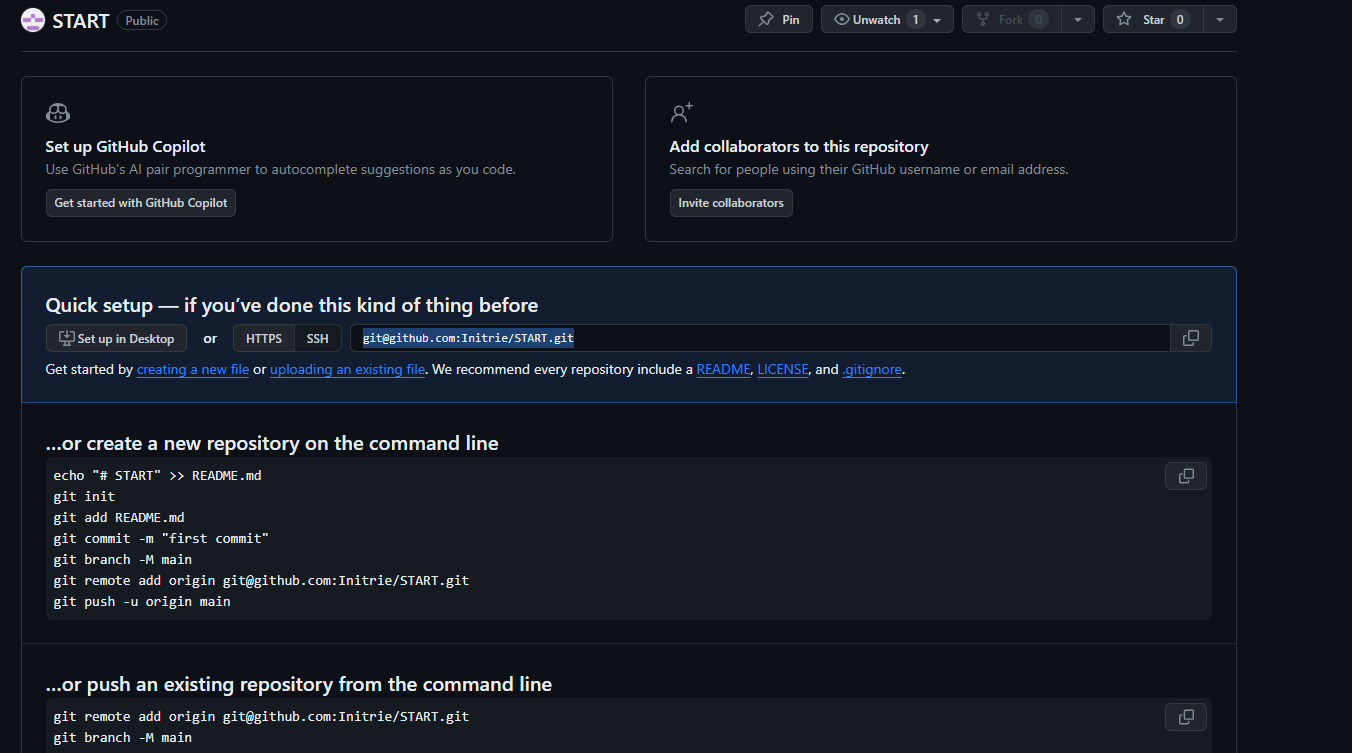 START Public
Pin Unwatch 1 Fork 0 Star 0
Set up GitHub Copilot
Use GitHub's AI pair programmer to autocomplete suggestions as you code.
Get started with GitHub Copilot
Add collaborators to this repository
Search for people using their GitHub username or email address.
Invite collaborators
Quick setup — if you’ve done this kind of thing before
Set up in Desktop or HTTPS SSH git@github.com:Initrie/START.git
Get started by creating a new file or uploading an existing file. We recommend every repository include a README, LICENSE, and .gitignore.
…or create a new repository on the command line
echo "# START" >> README.md
git init
git add README.md
git commit -m "first commit"
git branch -M main
git remote add origin git@github.com:Initrie/START.git
git push -u origin main
…or push an existing repository from the command line
git remote add origin git@github.com:Initrie/START.git
git branch -M main